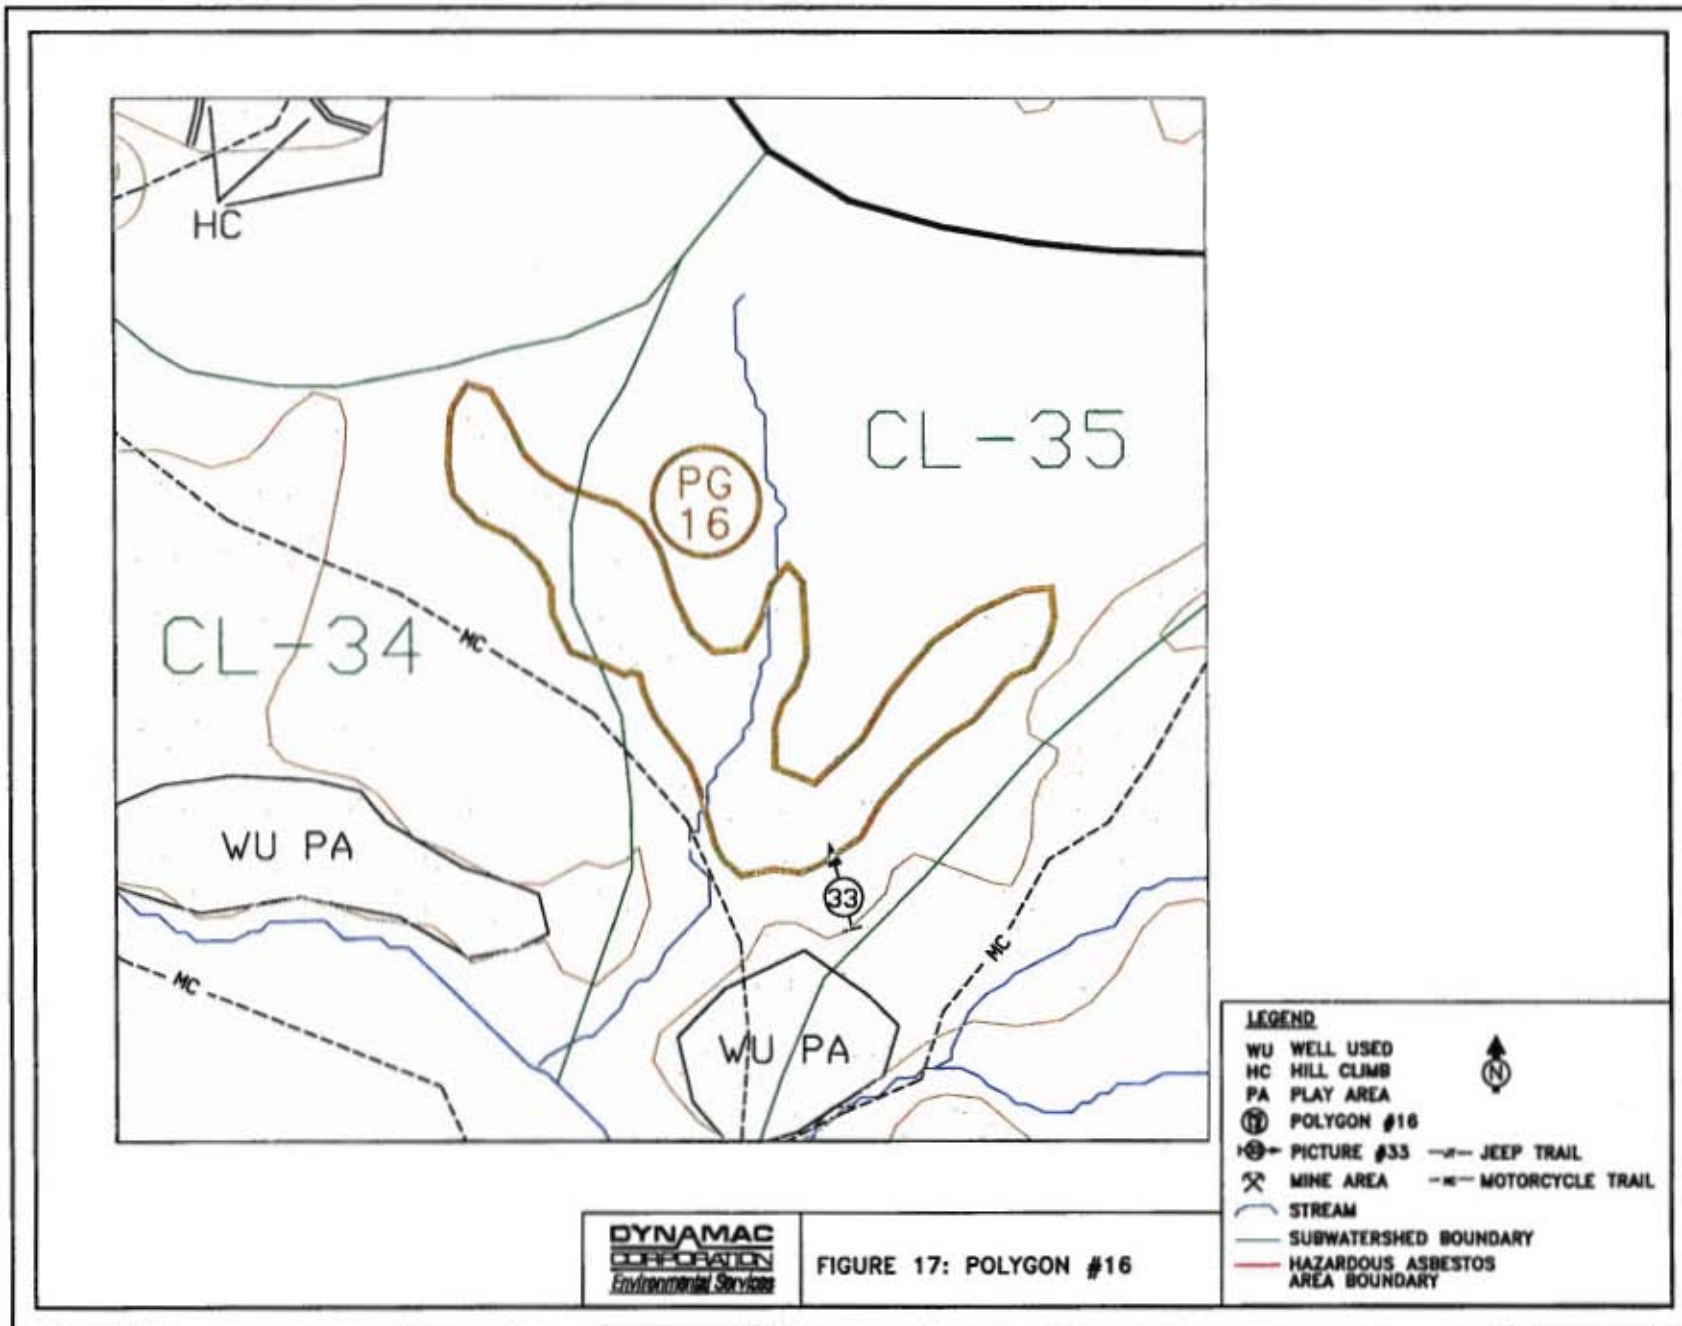 HC
CL-35
PG
16
CL-34
MC
WU PA
33
MC
MC
WU PA
LEGEND
WU WELL USED
HC HILL CLIMB
PA PLAY AREA
N
POLYGON #16
PICTURE #33
JEEP TRAIL
MINE AREA
MC MOTORCYCLE TRAIL
STREAM
SUBWATERSHED BOUNDARY
HAZARDOUS ASBESTOS
AREA BOUNDARY
DYNAMAC
CORPORATION
Environmental Services
FIGURE 17: POLYGON #16